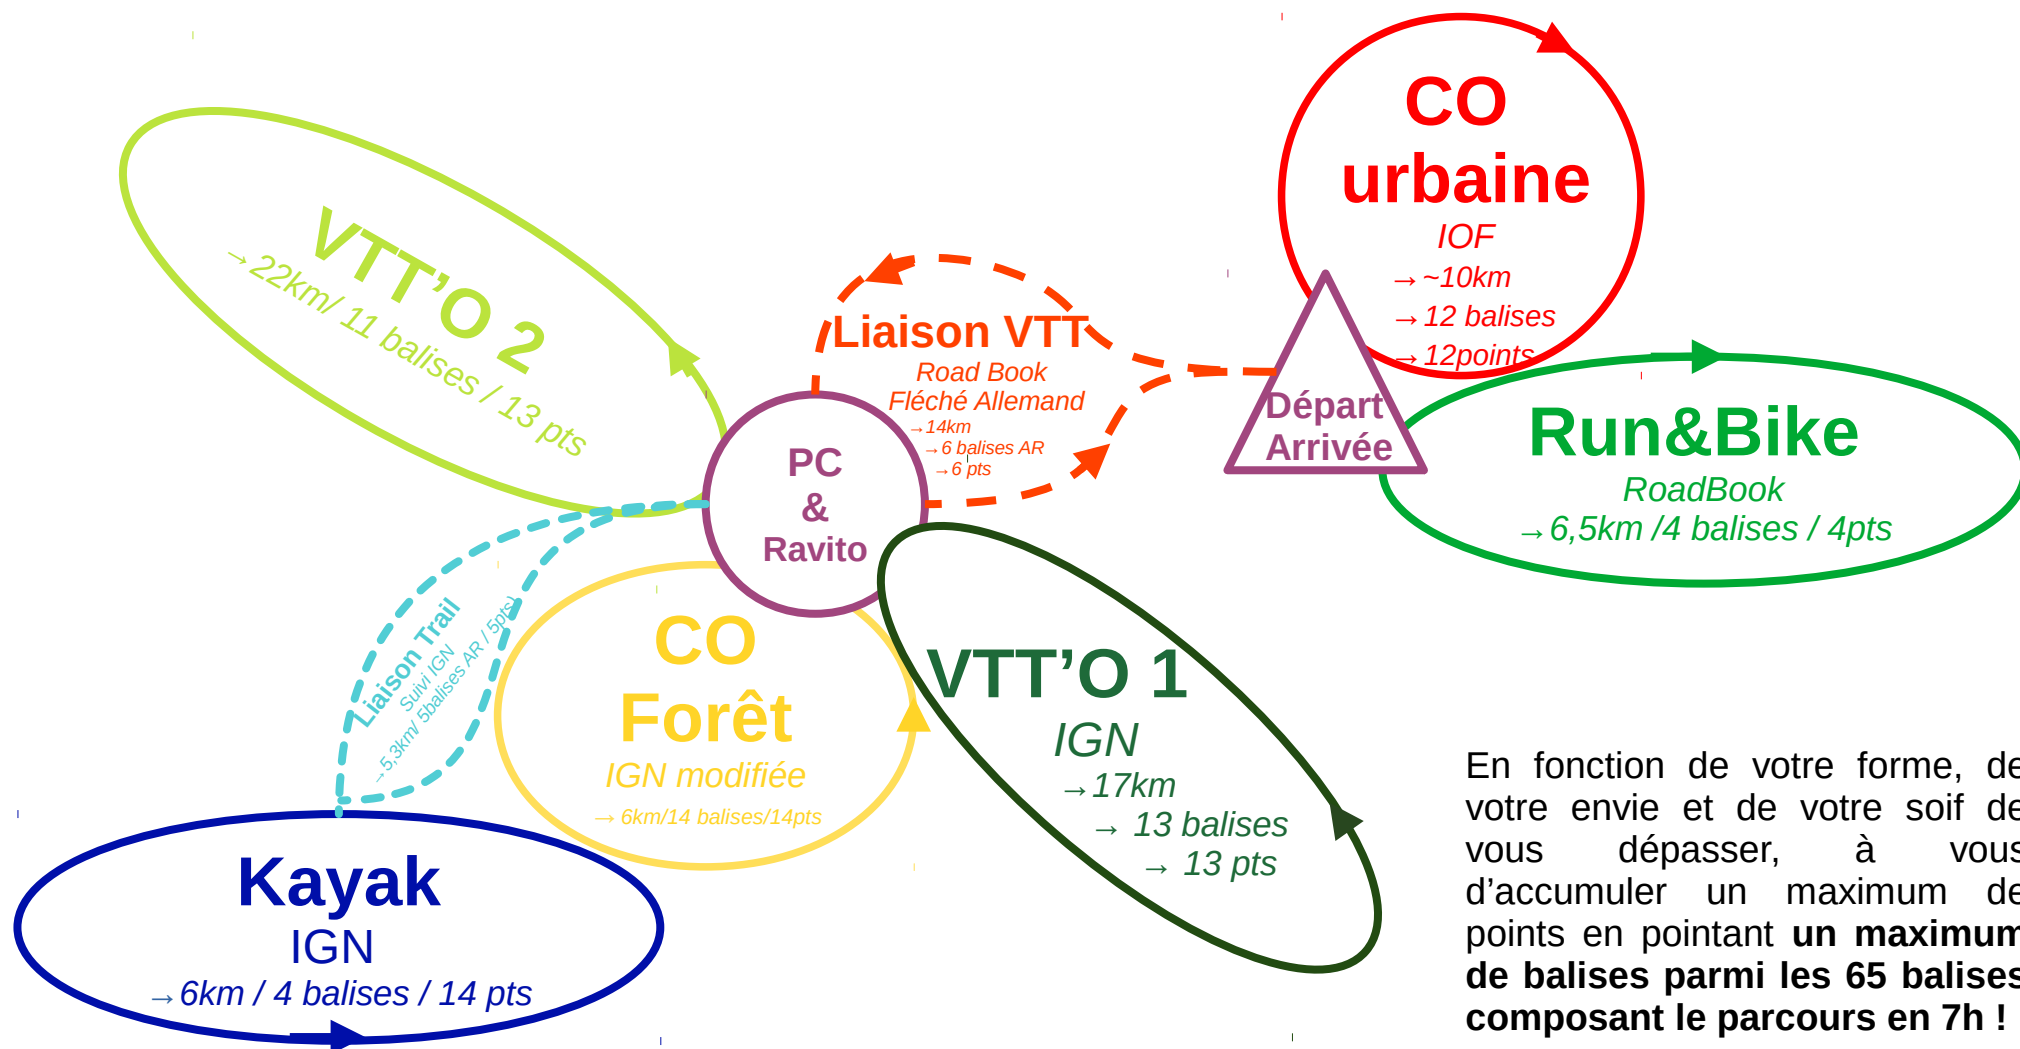 CO
urbaine
IOF
→~10km
→12 balises
→12points
VTT’O 2
→22km/ 11 balises / 13 pts
Liaison VTT
Road Book
Fléché Allemand
→14km
→6 balises AR
→6 pts
Départ
Arrivée
Run&Bike
RoadBook
→6,5km /4 balises / 4pts
PC
&
Ravito
Liaison Trail
Suivi IGN
→5,3km/ 5balises AR / 5pts)
CO
Forêt
IGN modifiée
→ 6km/14 balises/14pts
VTT’O 1
IGN
→17km
→ 13 balises
→ 13 pts
Kayak
IGN
→6km / 4 balises / 14 pts
En fonction de votre forme, de
votre envie et de votre soif de
vous dépasser, à vous
d’accumuler un maximum de
points en pointant un maximum
de balises parmi les 65 balises
composant le parcours en 7h !